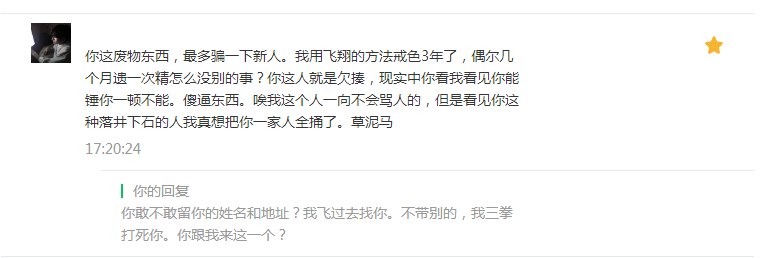 你这废物东西，最多骗一下新人。我用飞翔的方法戒色3年了，偶尔几
个月遗一次精怎么没别的事？你这人就是欠揍，现实中你看我看见你能
锤你一顿不能。傻逼东西。唉我这个人一向不会骂人的，但是看见你这
种落井下石的人我真想把你一家人全捅了。草泥马
17:20:24
你的回复
你敢不敢留你的姓名和地址？我飞过去找你。不带别的，我三拳
打死你。你跟我来这一个？